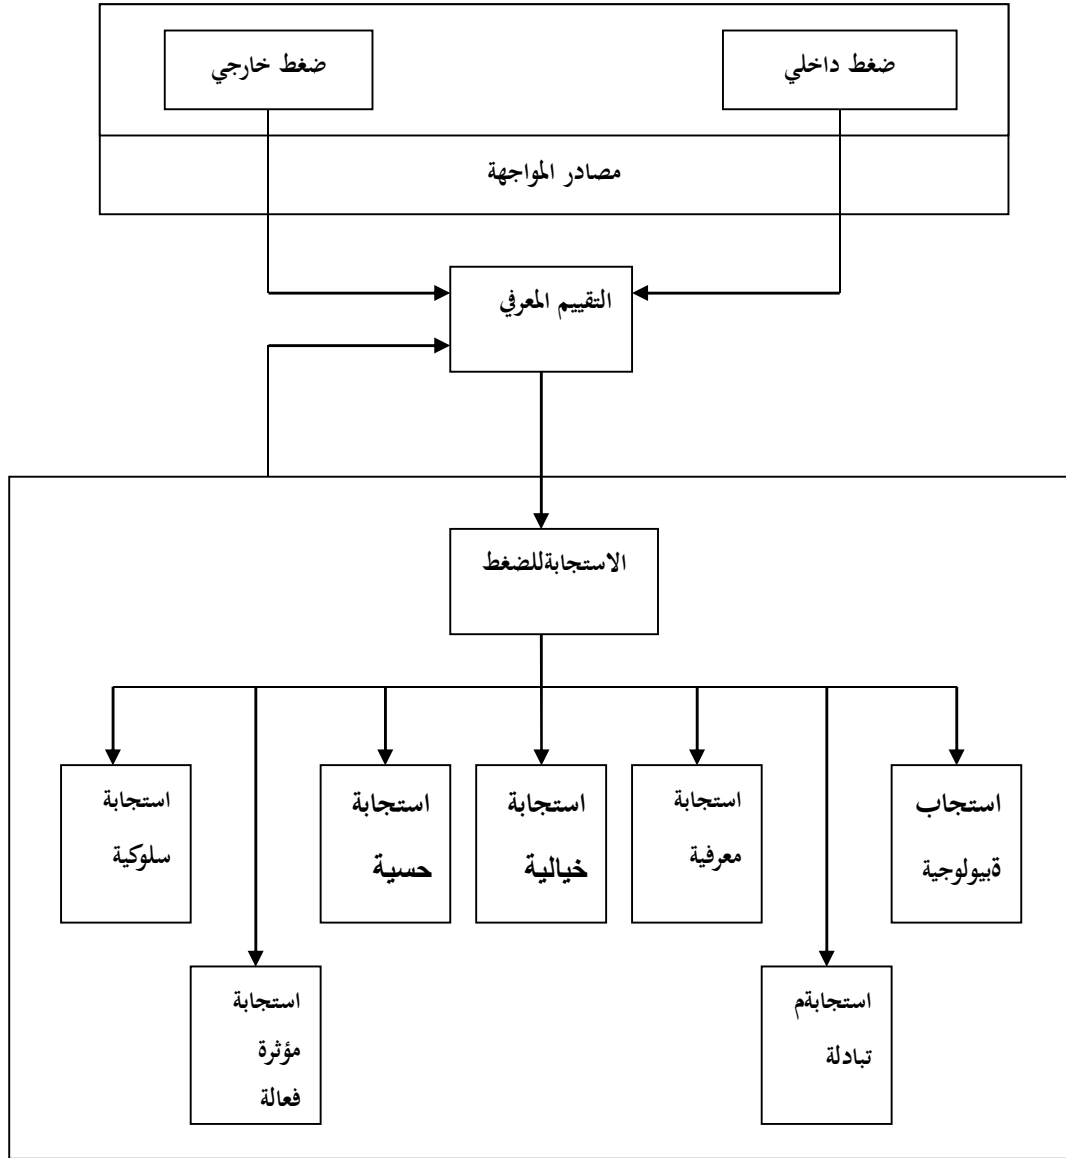 ضغط داخلي
ضغط خارجي
مصادر المواجهة
التقييم المعرفي
الاستجابةللضغط
استجاب
ةبيولوجية
استجابة
معرفية
استجابة
خيالية
استجابة
حسية
استجابة
سلوكية
استجابةم
تبادلة
استجابة
مؤثرة
فعالة